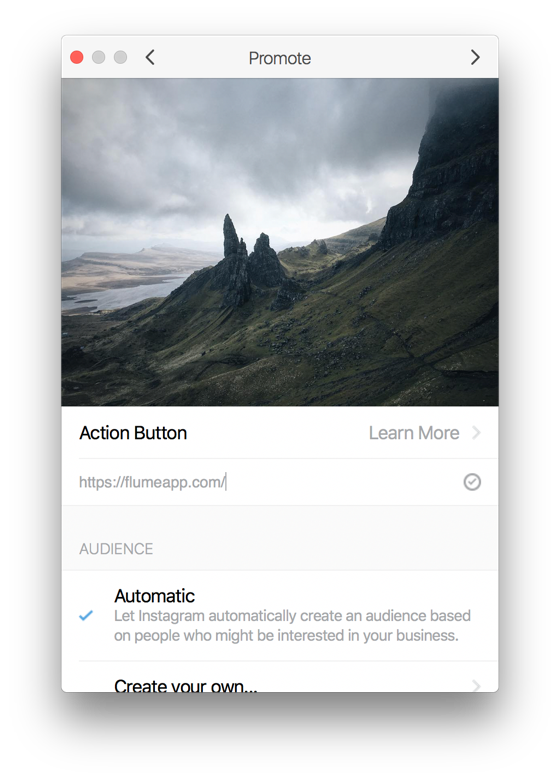 Promote
Action Button
Learn More
https://flumeapp.com/
AUDIENCE
Automatic
Let Instagram automatically create an audience based
on people who might be interested in your business.
Create your own...